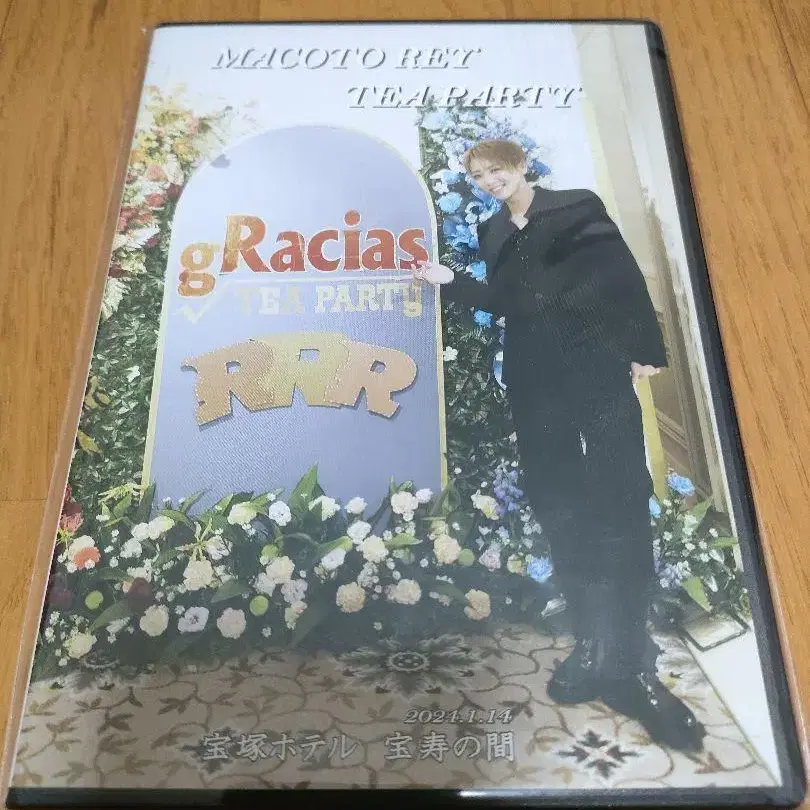 MACOTO REY
TEA PARTY
gRacias
TEA PARTY
RRR
2024.1.14
宝塚ホテル 宝寿の間